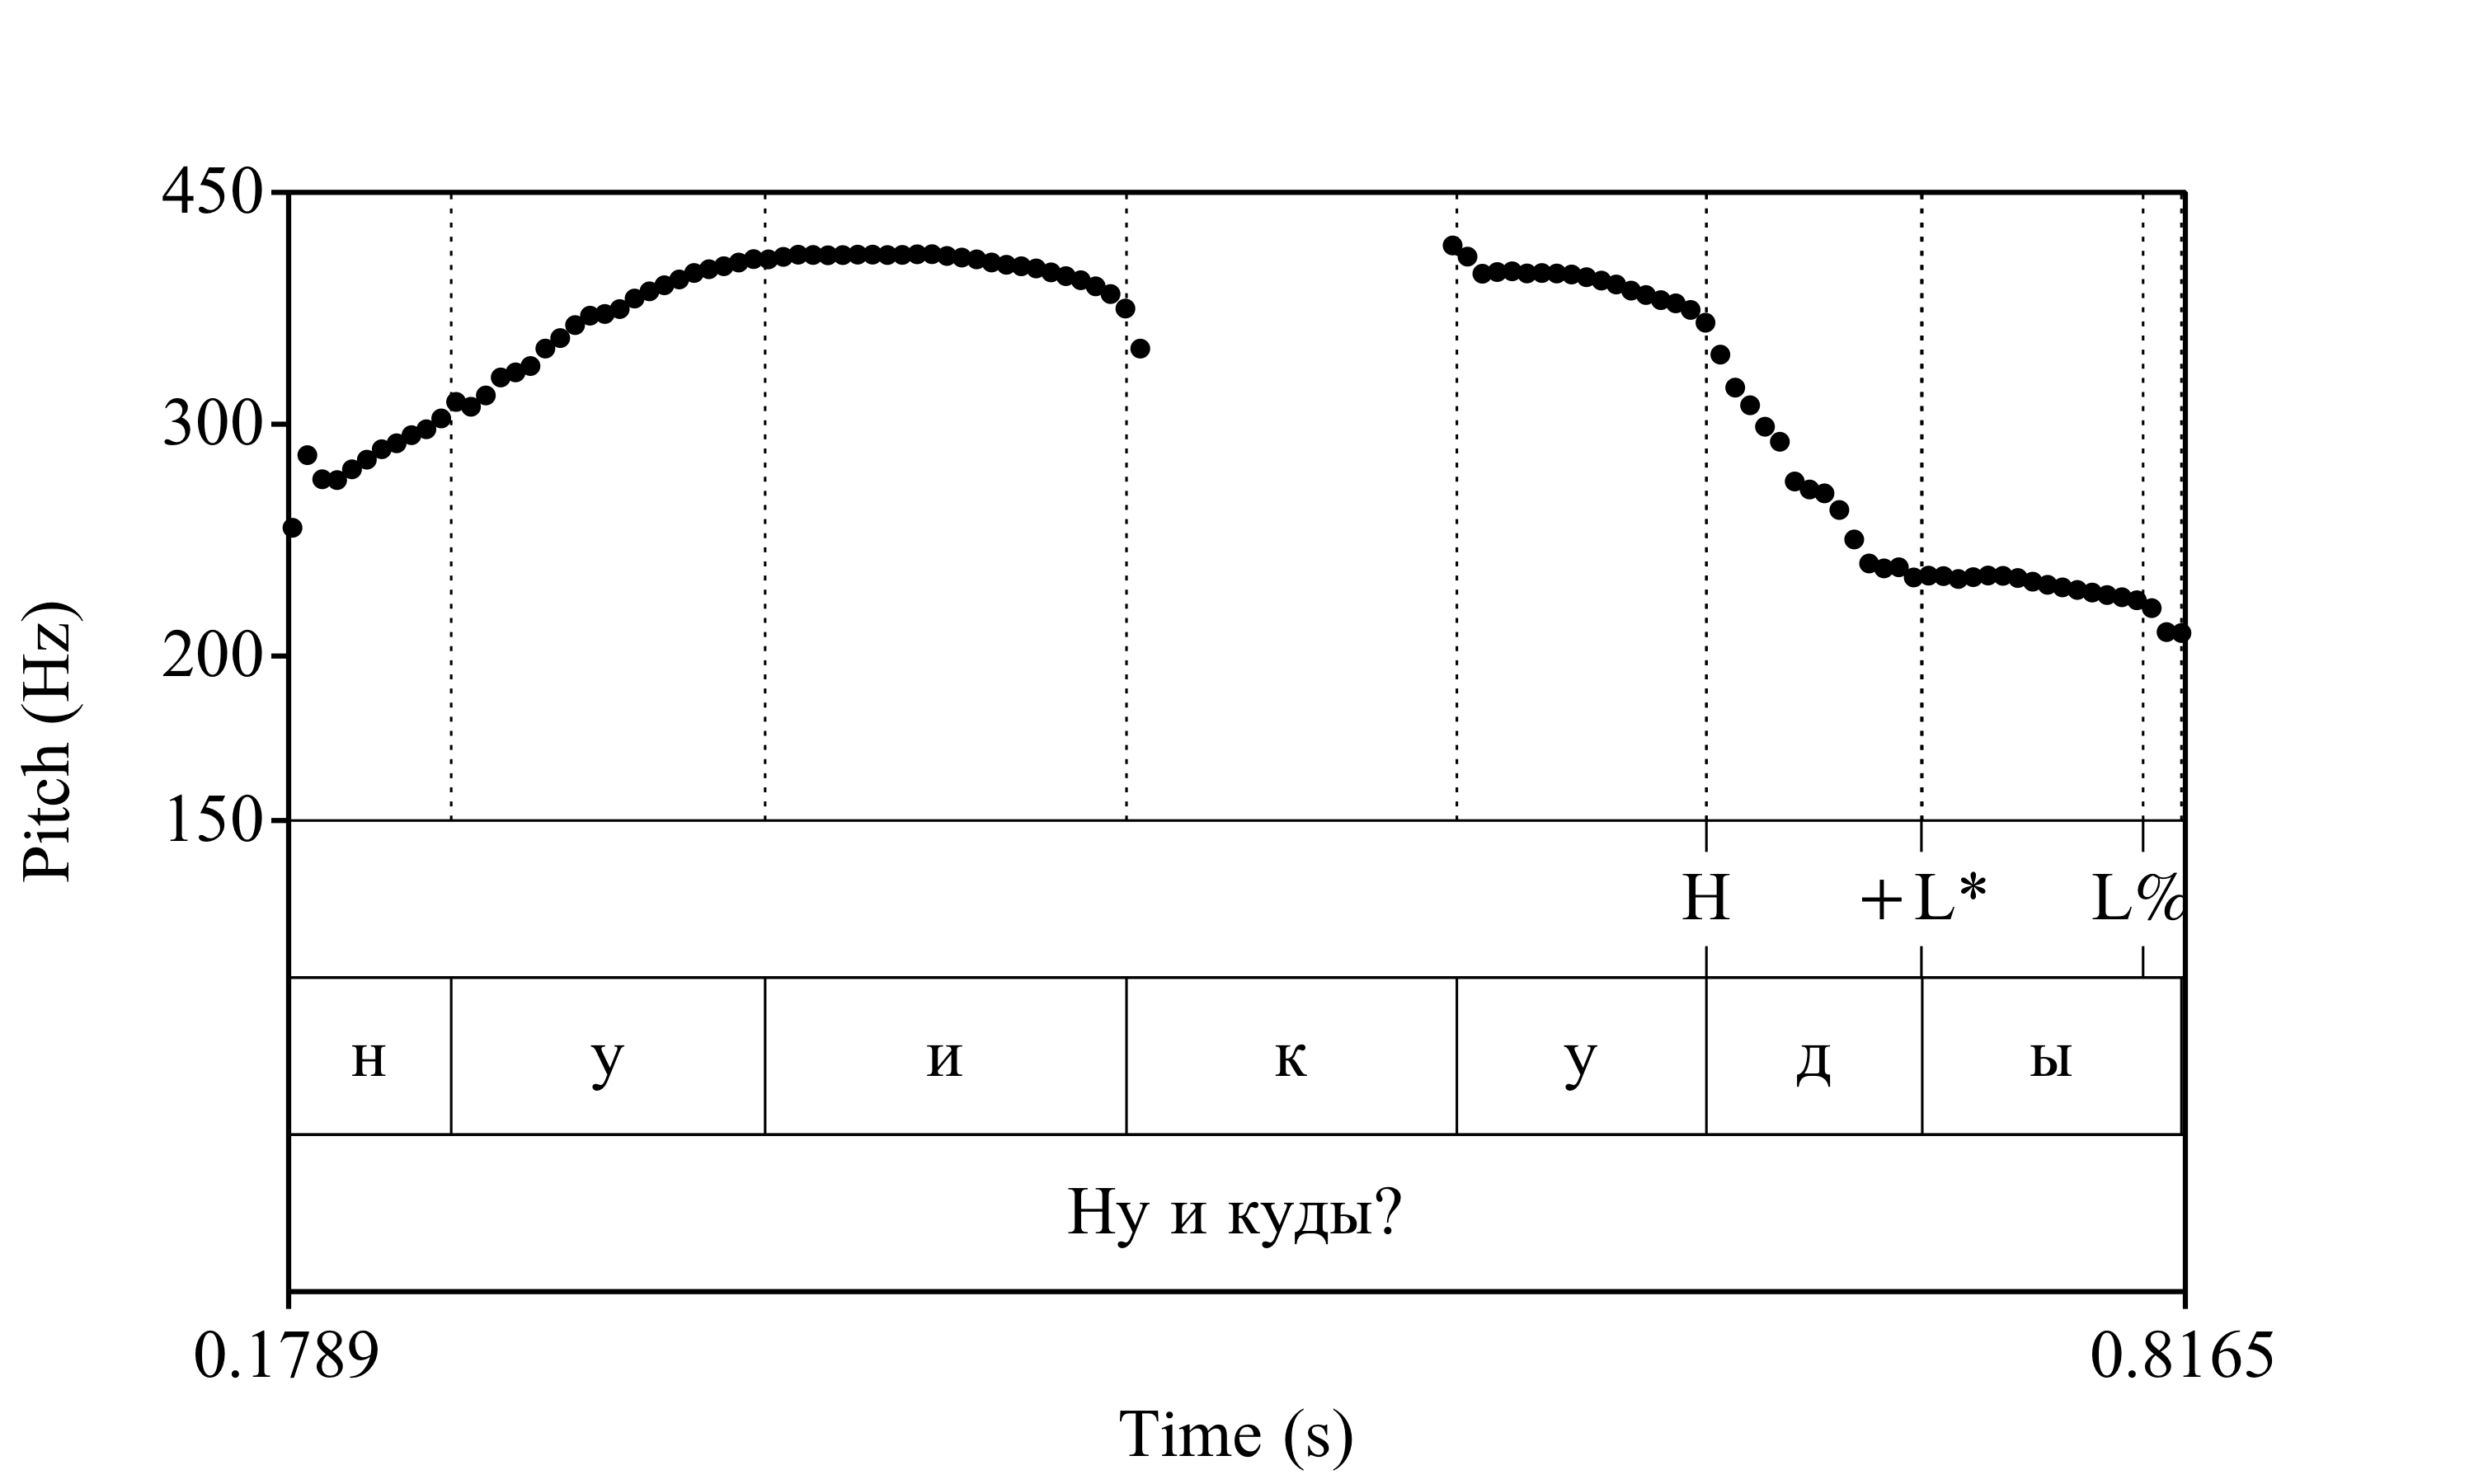 450
300
200
150
Pitch (Hz)
H +L* L%
н у и к у д ы
Ну и куды?
0.1789 0.8165
Time (s)